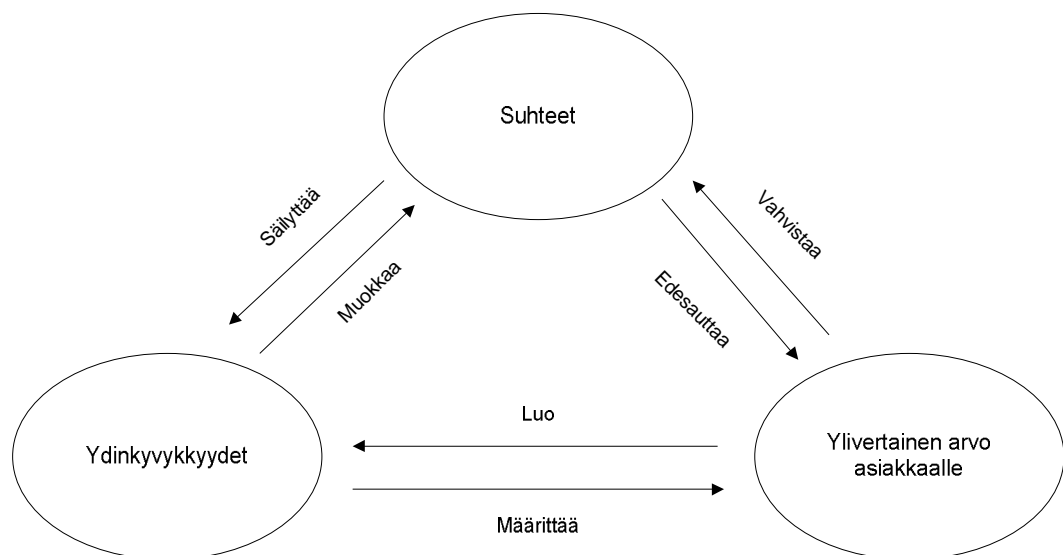 Suhteet
Säilyttää
Muokkaa
Vahvistaa
Edesauttaa
Ydinkyvykkyydet
Luo
Määrittää
Ylivertainen arvo
asiakkaalle